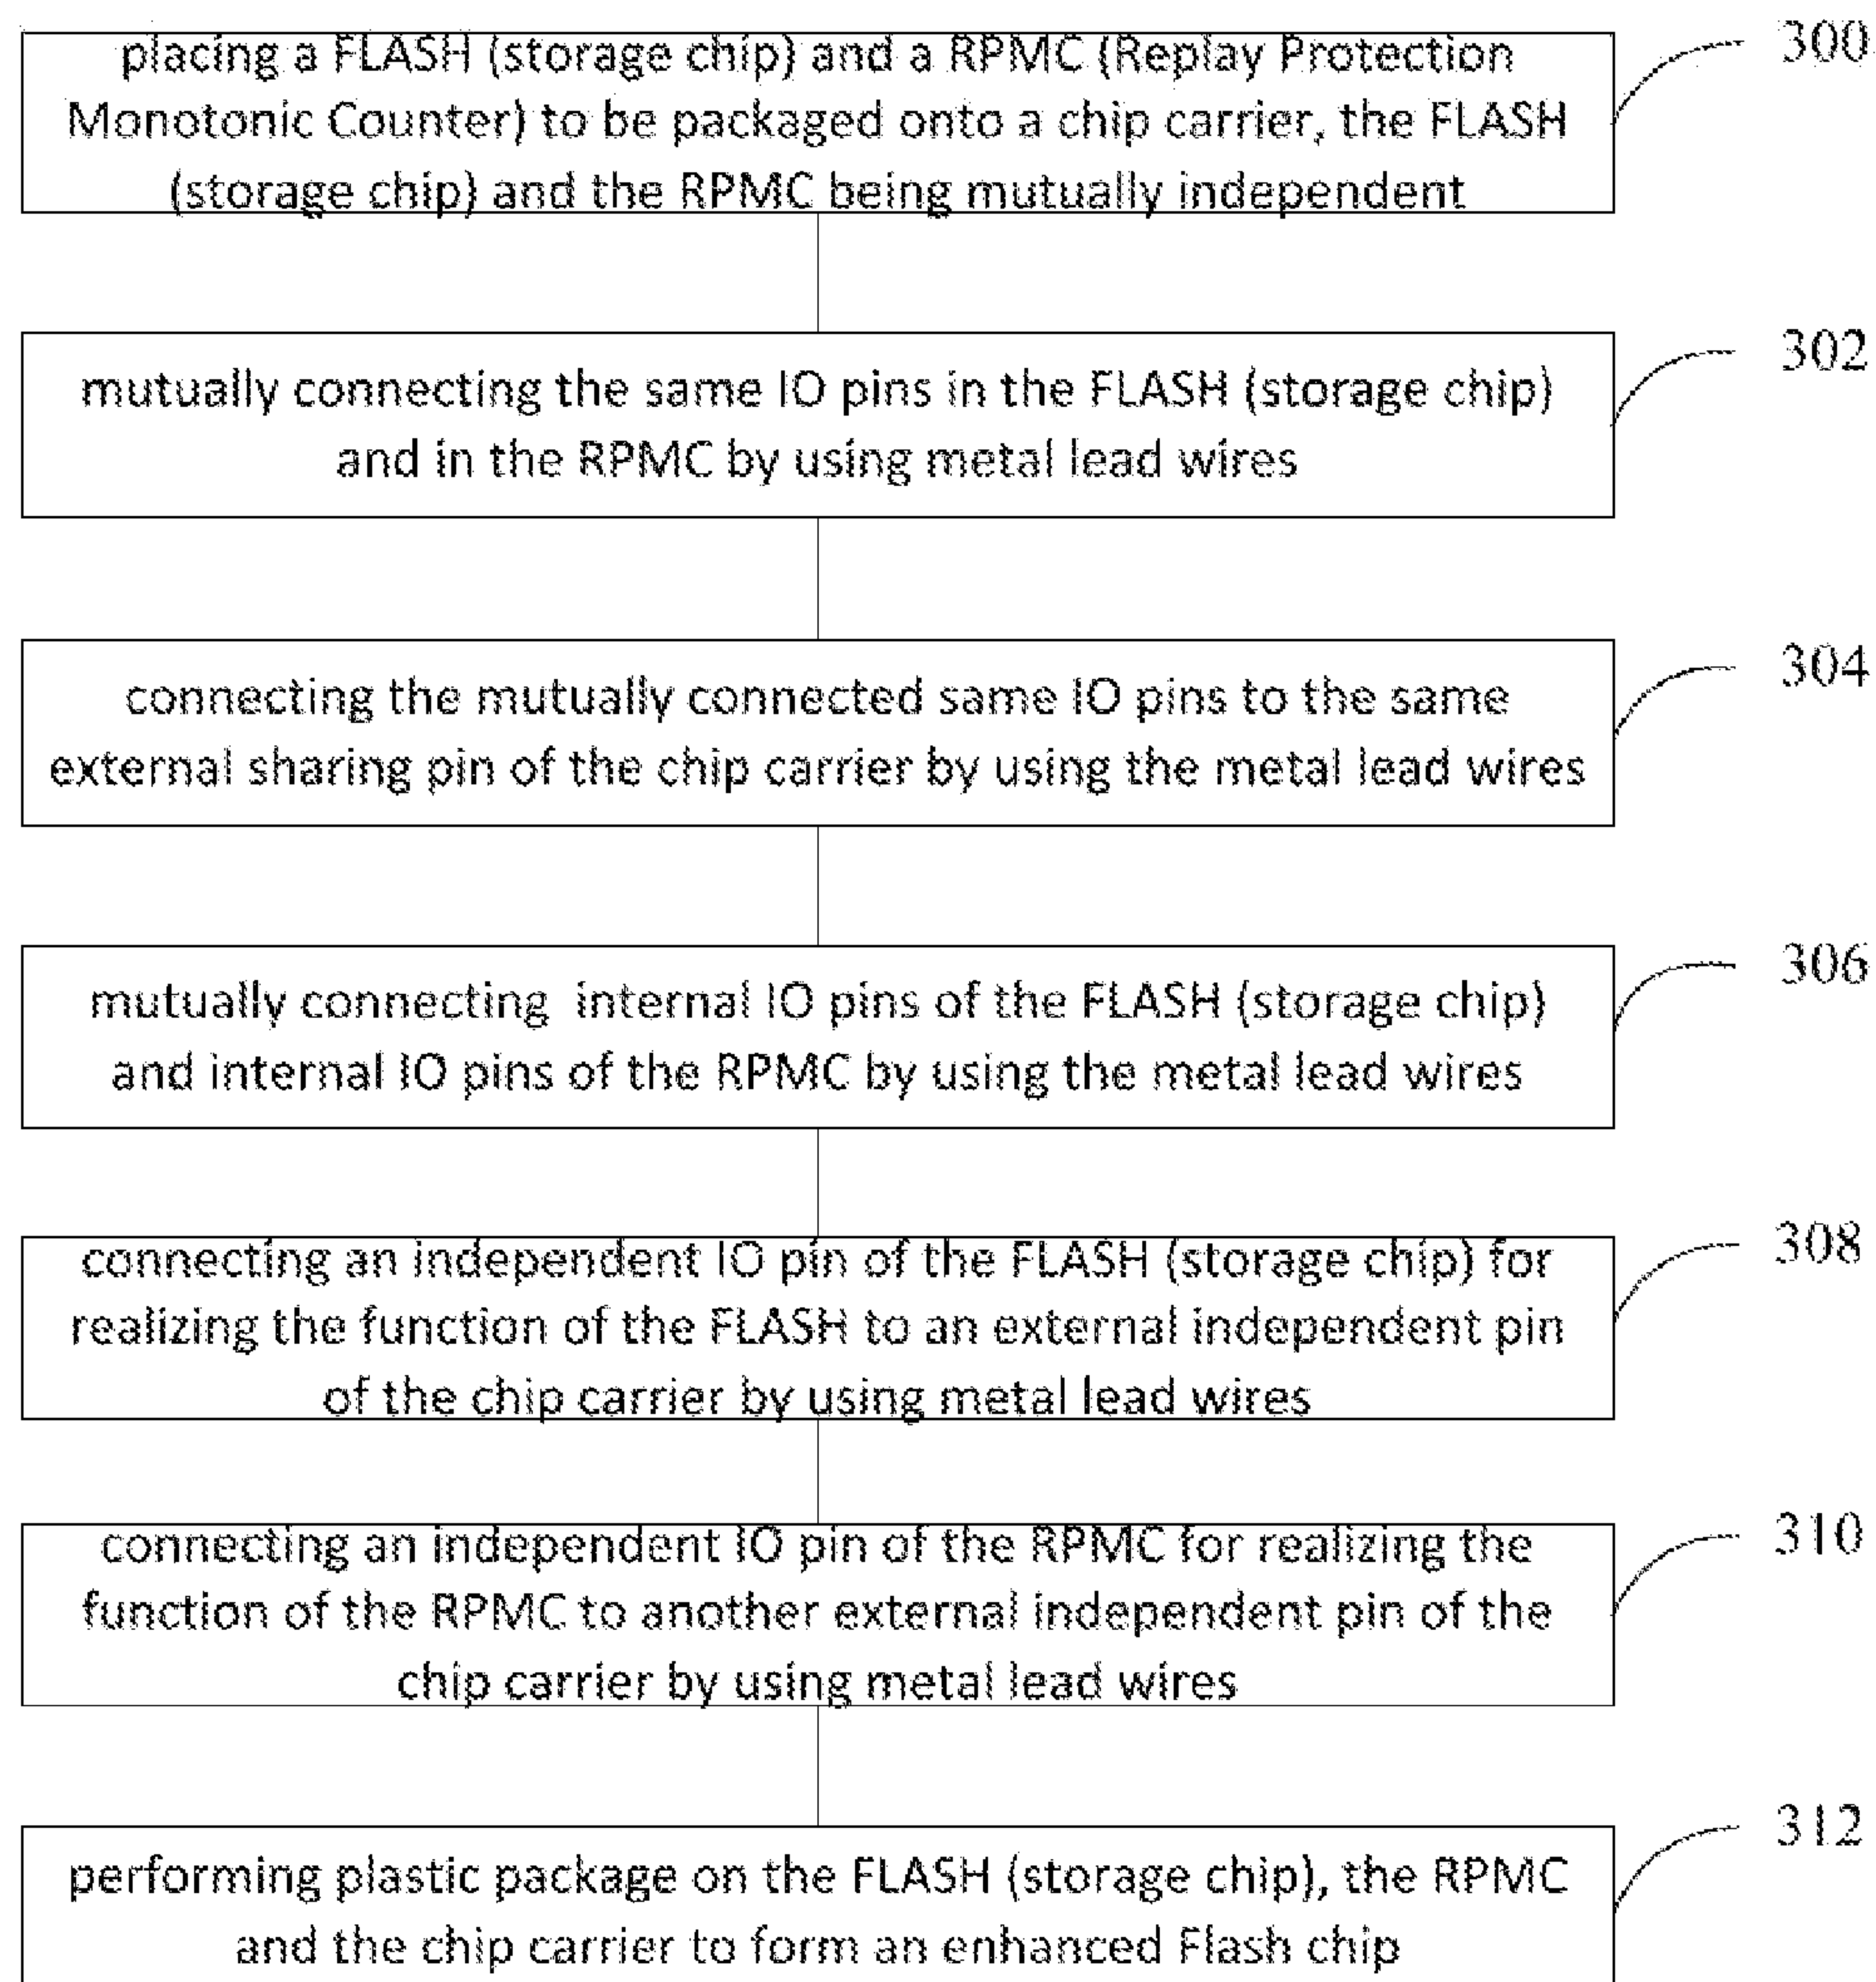 placing a FLASH (storage chip) and a RPMC (Replay Protection
Monotonic Counter) to be packaged onto a chip carrier, the FLASH
(storage chip) and the RPMC being mutually independent
300
mutually connecting the same IO pins in the FLASH (storage chip)
and in the RPMC by using metal lead wires
302
connecting the mutually connected same IO pins to the same
external sharing pin of the chip carrier by using the metal lead wires
304
mutually connecting internal IO pins of the FLASH (storage chip)
and internal IO pins of the RPMC by using the metal lead wires
306
connecting an independent IO pin of the FLASH (storage chip) for
realizing the function of the FLASH to an external independent pin
of the chip carrier by using metal lead wires
308
connecting an independent IO pin of the RPMC for realizing the
function of the RPMC to another external independent pin of the
chip carrier by using metal lead wires
310
performing plastic package on the FLASH (storage chip), the RPMC
and the chip carrier to form an enhanced Flash chip
312